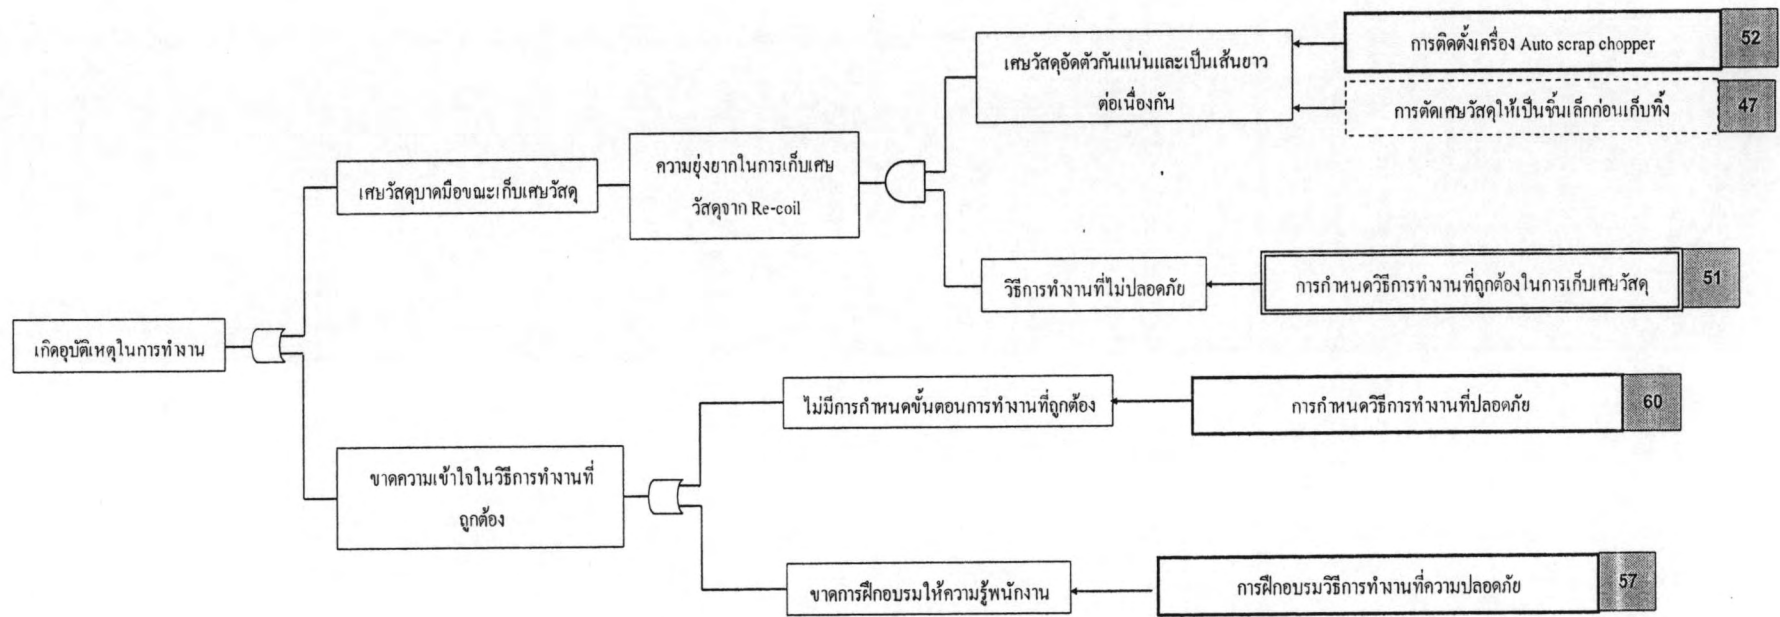 การติดตั้งเครื่อง Auto scrap chopper
52
เศษวัสดุอัดตัวกันแน่นและเป็นเส้นยาว
ต่อเนื่องกัน
การตัดเศษวัสดุให้เป็นชิ้นเล็กก่อนเก็บทิ้ง
47
ความยุ่งยากในการเก็บเศษ
วัสดุจาก Re-coil
เศษวัสดุบาดมือขณะเก็บเศษวัสดุ
วิธีการทำงานที่ไม่ปลอดภัย
การกำหนดวิธีการทำงานที่ถูกต้องในการเก็บเศษวัสดุ
51
เกิดอุบัติเหตุในการทำงาน
ไม่มีการกำหนดขั้นตอนการทำงานที่ถูกต้อง
การกำหนดวิธีการทำงานที่ปลอดภัย
60
ขาดความเข้าใจในวิธีการทำงานที่
ถูกต้อง
ขาดการฝึกอบรมให้ความรู้พนักงาน
การฝึกอบรมวิธีการทำงานที่ความปลอดภัย
57